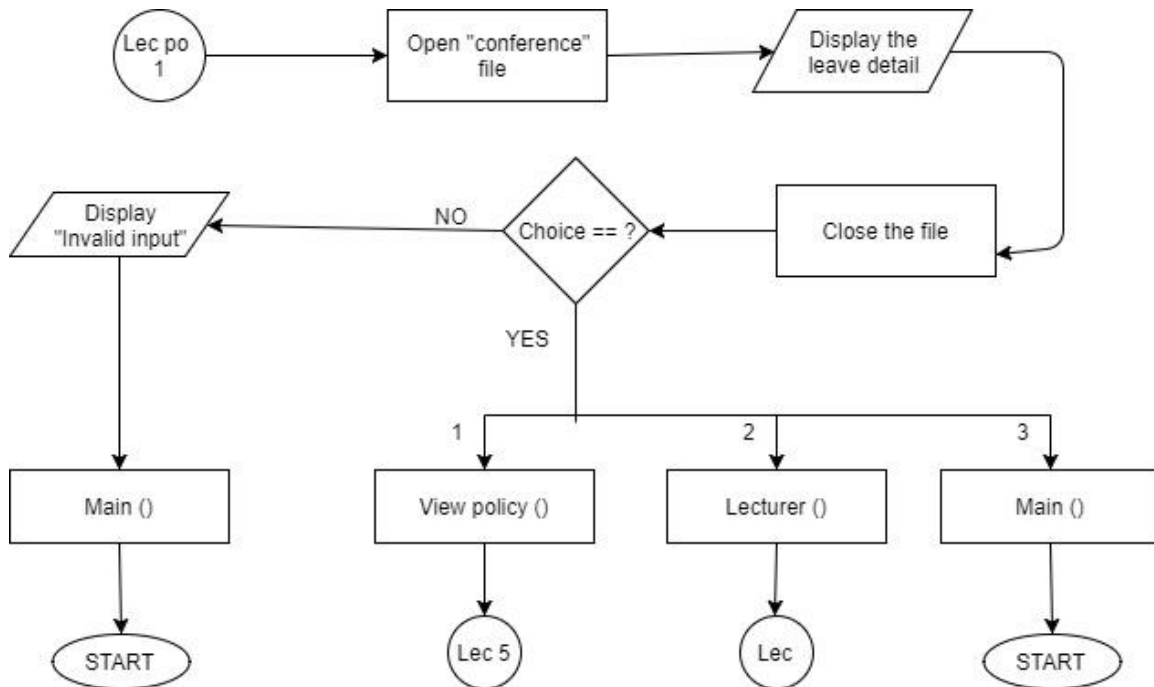 Lec po
1
Open "conference"
file
Display the
leave detail
Display
"Invalid input"
NO
Choice == ?
Close the file
YES
1
2
3
Main ()
View policy ()
Lecturer ()
Main ()
START
Lec 5
Lec
START